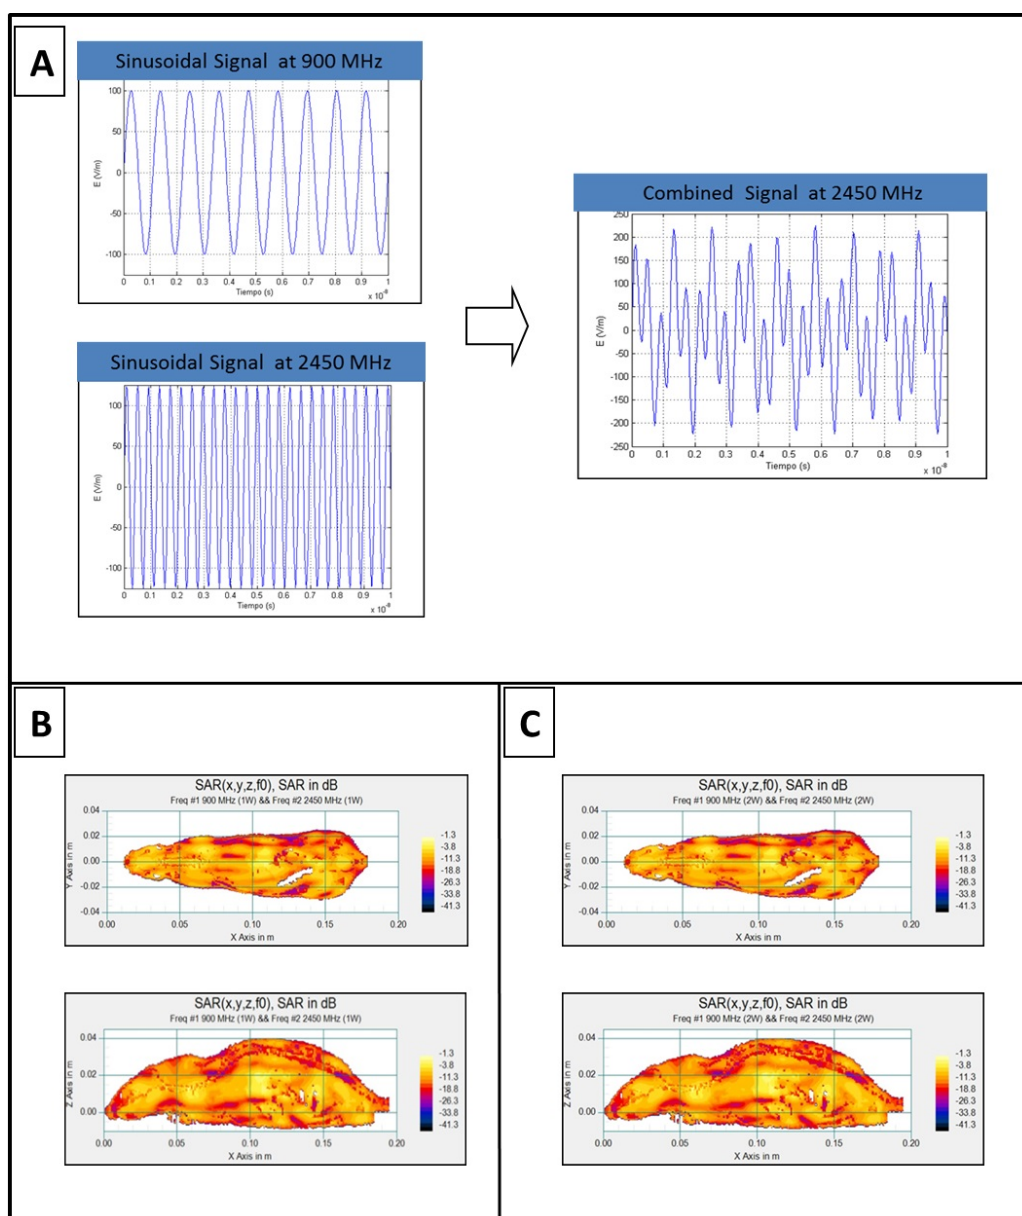 A
Sinusoidal Signal at 900 MHz
100
50
0
-50
-100
E (V/m)
0 0.1 0.2 0.3 0.4 0.5 0.6 0.7 0.8 0.9 1
Tiempo (s)
x 10⁻⁸
Sinusoidal Signal at 2450 MHz
100
50
0
-50
-100
E (V/m)
0 0.1 0.2 0.3 0.4 0.5 0.6 0.7 0.8 0.9 1
Tiempo (s)
x 10⁻⁸
Combined Signal at 2450 MHz
250
200
150
100
50
0
-50
-100
-150
-200
-250
E (V/m)
0 0.1 0.2 0.3 0.4 0.5 0.6 0.7 0.8 0.9 1
Tiempo (s)
x 10⁻⁸
B
SAR(x,y,z,f0), SAR in dB
Freq #1 900 MHz (1W) && Freq #2 2450 MHz (1W)
0.04
0.02
0.00
-0.02
-0.04
Y Axis in m
0.00 0.05 0.10 0.15 0.20
X Axis in m
-1.3
-3.8
-11.3
-18.8
-26.3
-33.8
-41.3
SAR(x,y,z,f0), SAR in dB
Freq #1 900 MHz (1W) && Freq #2 2450 MHz (1W)
0.04
0.02
0.00
Z Axis in m
0.00 0.05 0.10 0.15 0.20
X Axis in m
-1.3
-3.8
-11.3
-18.8
-26.3
-33.8
-41.3
C
SAR(x,y,z,f0), SAR in dB
Freq #1 900 MHz (2W) && Freq #2 2450 MHz (2W)
0.04
0.02
0.00
-0.02
-0.04
Y Axis in m
0.00 0.05 0.10 0.15 0.20
X Axis in m
-1.3
-3.8
-11.3
-18.8
-26.3
-33.8
-41.3
SAR(x,y,z,f0), SAR in dB
Freq #1 900 MHz (2W) && Freq #2 2450 MHz (2W)
0.04
0.02
0.00
Z Axis in m
0.00 0.05 0.10 0.15 0.20
X Axis in m
-1.3
-3.8
-11.3
-18.8
-26.3
-33.8
-41.3